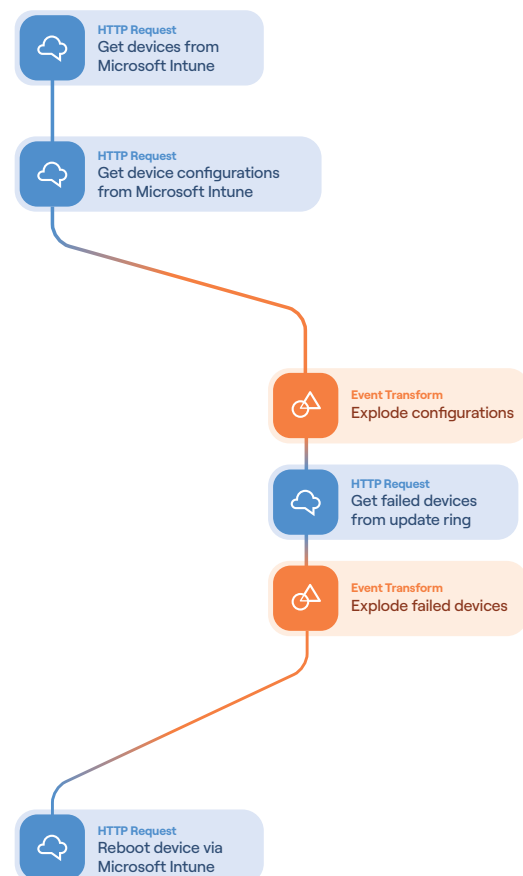 HTTP Request
Get devices from
Microsoft Intune
HTTP Request
Get device configurations
from Microsoft Intune
Event Transform
Explode configurations
HTTP Request
Get failed devices
from update ring
Event Transform
Explode failed devices
HTTP Request
Reboot device via
Microsoft Intune